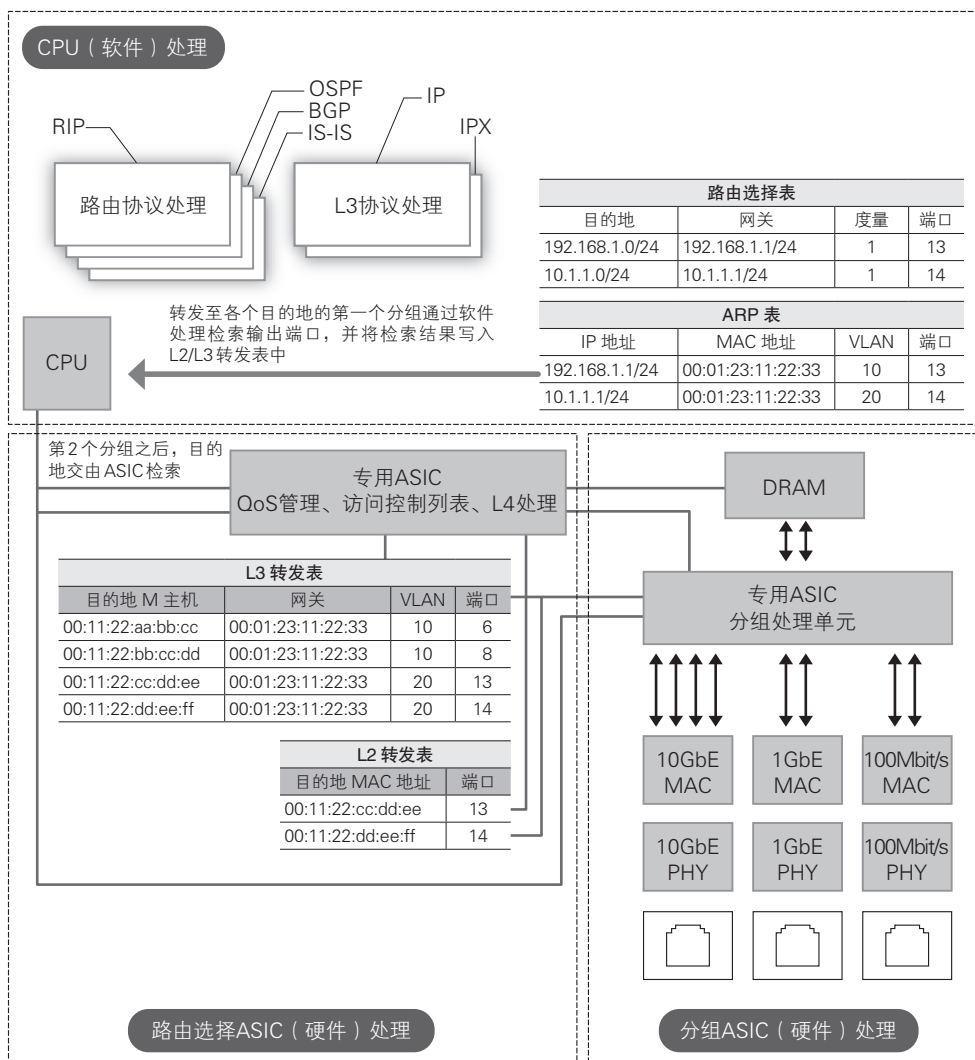 CPU（软件）处理
OSPF
BGP
IS-IS
RIP
IP
IPX
路由协议处理
L3协议处理
路由选择表
目的地 网关 度量 端口
192.168.1.0/24 192.168.1.1/24 1 13
10.1.1.0/24 10.1.1.1/24 1 14
转发至各个目的地的第一个分组通过软件
处理检索输出端口，并将检索结果写入
L2/L3转发表中
CPU
ARP 表
IP 地址 MAC 地址 VLAN 端口
192.168.1.1/24 00:01:23:11:22:33 10 13
10.1.1.1/24 00:01:23:11:22:33 20 14
第2个分组之后，目的
地交由ASIC检索
专用ASIC
QoS管理、访问控制列表、L4处理
L3 转发表
目的地 M 主机 网关 VLAN 端口
00:11:22:aa:bb:cc 00:01:23:11:22:33 10 6
00:11:22:bb:cc:dd 00:01:23:11:22:33 10 8
00:11:22:cc:dd:ee 00:01:23:11:22:33 20 13
00:11:22:dd:ee:ff 00:01:23:11:22:33 20 14
L2 转发表
目的地 MAC 地址 端口
00:11:22:cc:dd:ee 13
00:11:22:dd:ee:ff 14
路由选择ASIC（硬件）处理
DRAM
专用ASIC
分组处理单元
10GbE
MAC
1GbE
MAC
100Mbit/s
MAC
10GbE
PHY
1GbE
PHY
100Mbit/s
PHY
分组ASIC（硬件）处理